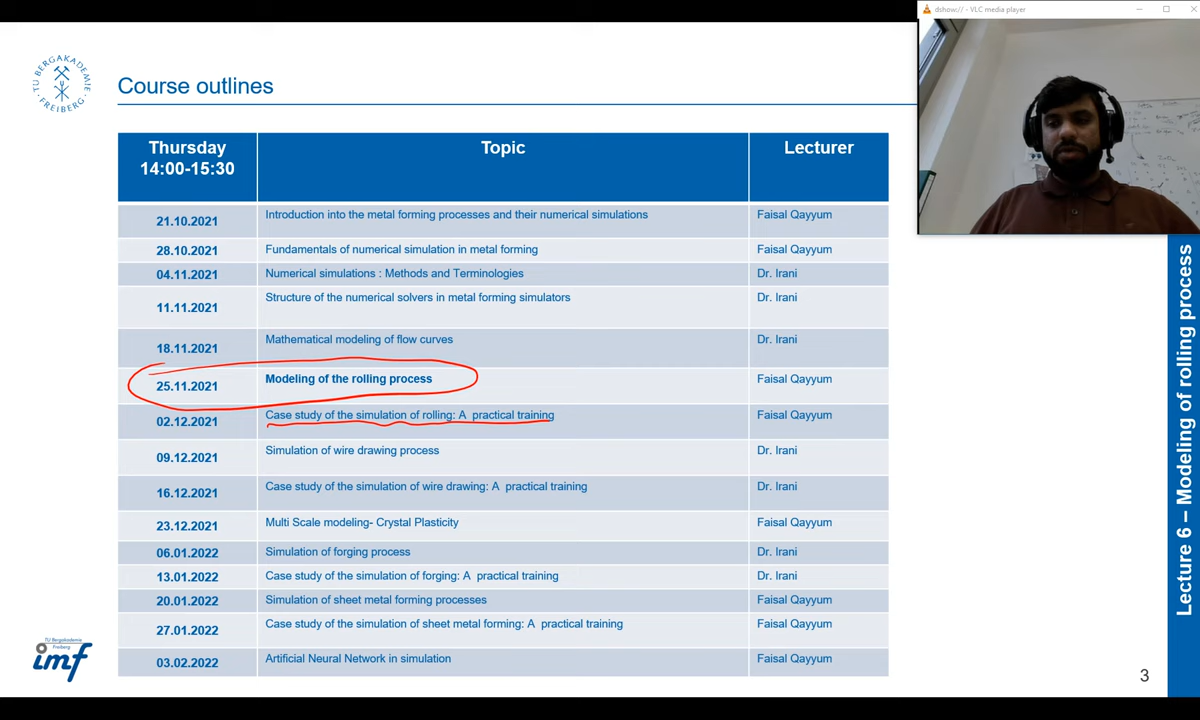 dshow:// - VLC media player
TU BERGAKADEMIE
FREIBERG
Course outlines
Thursday
14:00-15:30
Topic
Lecturer
21.10.2021
Introduction into the metal forming processes and their numerical simulations
Faisal Qayyum
28.10.2021
Fundamentals of numerical simulation in metal forming
Faisal Qayyum
04.11.2021
Numerical simulations : Methods and Terminologies
Dr. Irani
11.11.2021
Structure of the numerical solvers in metal forming simulators
Dr. Irani
18.11.2021
Mathematical modeling of flow curves
Dr. Irani
25.11.2021
Modeling of the rolling process
Faisal Qayyum
02.12.2021
Case study of the simulation of rolling: A practical training
Faisal Qayyum
09.12.2021
Simulation of wire drawing process
Dr. Irani
16.12.2021
Case study of the simulation of wire drawing: A practical training
Dr. Irani
23.12.2021
Multi Scale modeling- Crystal Plasticity
Faisal Qayyum
06.01.2022
Simulation of forging process
Dr. Irani
13.01.2022
Case study of the simulation of forging: A practical training
Dr. Irani
20.01.2022
Simulation of sheet metal forming processes
Faisal Qayyum
27.01.2022
Case study of the simulation of sheet metal forming: A practical training
Faisal Qayyum
03.02.2022
Artificial Neural Network in simulation
Faisal Qayyum
TU Bergakademie
Freiberg
imf
3
Lecture 6 – Modeling of rolling process